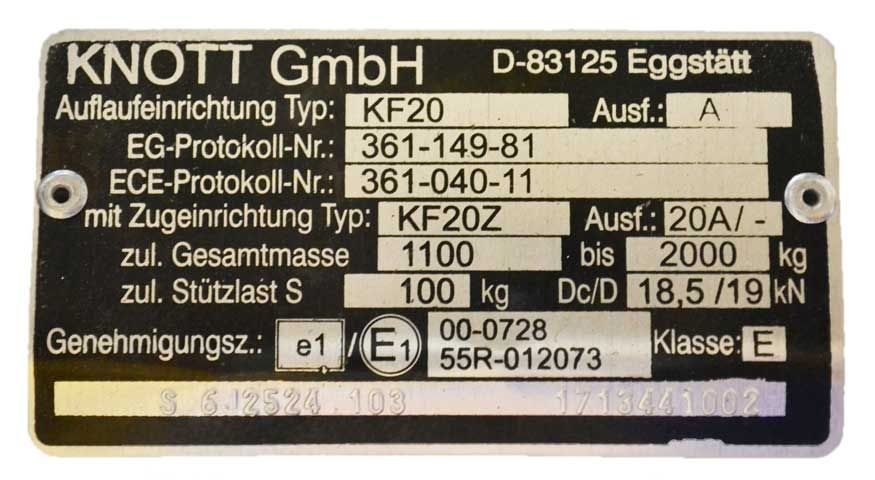 KNOTT GmbH D-83125 Eggstätt
Auflaufeinrichtung Typ: KF20 Ausf.: A
EG-Protokoll-Nr.: 361-149-81
ECE-Protokoll-Nr.: 361-040-11
mit Zugeinrichtung Typ: KF20Z Ausf.: 20A/ -
zul. Gesamtmasse 1100 bis 2000 kg
zul. Stützlast S 100 kg Dc/D 18,5 /19 kN
Genehmigungsz.: e1 / E1 00-0728 Klasse: E
55R-012073
S 6.2524.103 1713441002